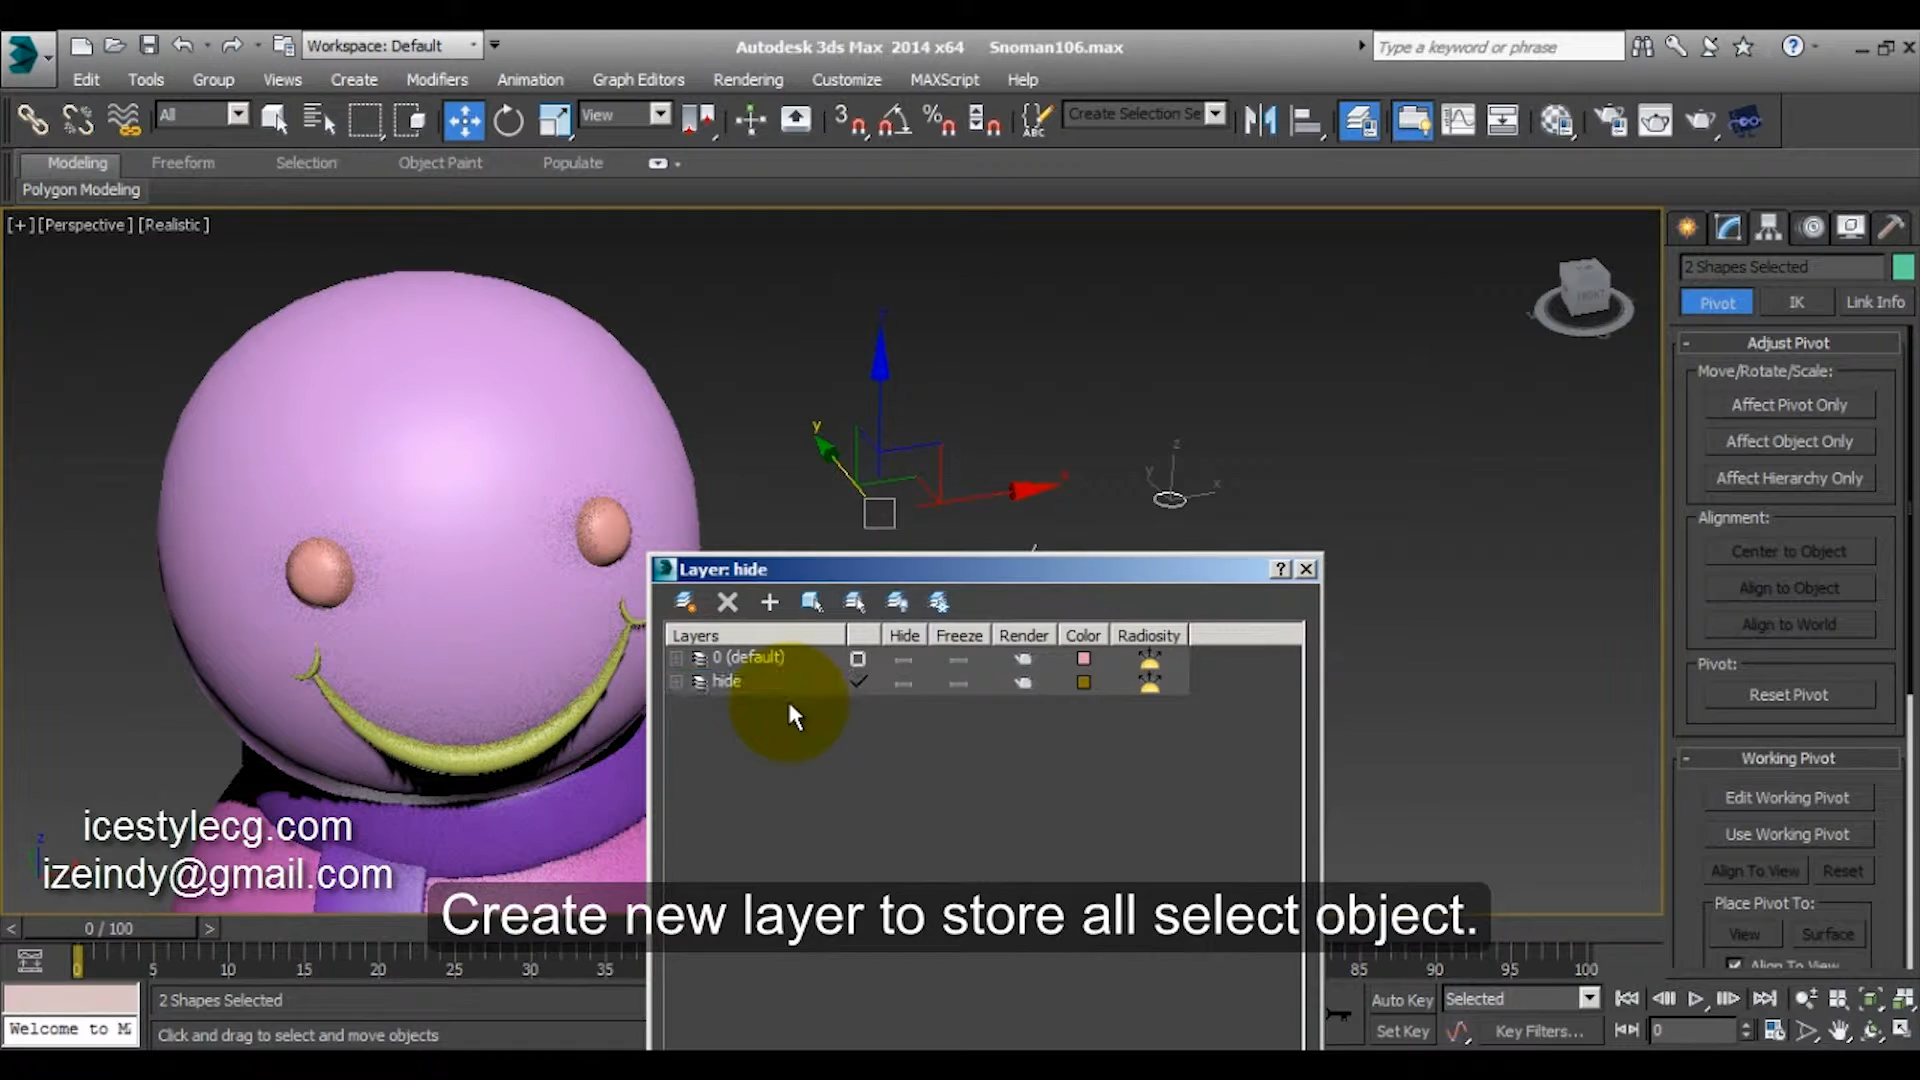 Workspace: Default
Autodesk 3ds Max 2014 x64 Snoman106.max
Type a keyword or phrase
Edit Tools Group Views Create Modifiers Animation Graph Editors Rendering Customize MAXScript Help
All
View
3
%
ABC
Create Selection Se
Modeling Freeform Selection Object Paint Populate
Polygon Modeling
[+][Perspective][Realistic]
FRONT
2 Shapes Selected
Pivot IK Link Info
- Adjust Pivot
Move/Rotate/Scale:
Affect Pivot Only
Affect Object Only
Affect Hierarchy Only
Alignment:
Center to Object
Align to Object
Align to World
Pivot:
Reset Pivot
- Working Pivot
Edit Working Pivot
Use Working Pivot
Align To View Reset
Place Pivot To:
View Surface
Align To View
z
y
x
z
y
x
z
Layer: hide
Layers Hide Freeze Render Color Radiosity
0 (default)
hide
icestylecg.com
izeindy@gmail.com
Create new layer to store all select object.
< 0 / 100 >
0 5 10 15 20 25 30 35 85 90 95 100
2 Shapes Selected
Welcome to M
Click and drag to select and move objects
Auto Key Selected
Set Key Key Filters... 0